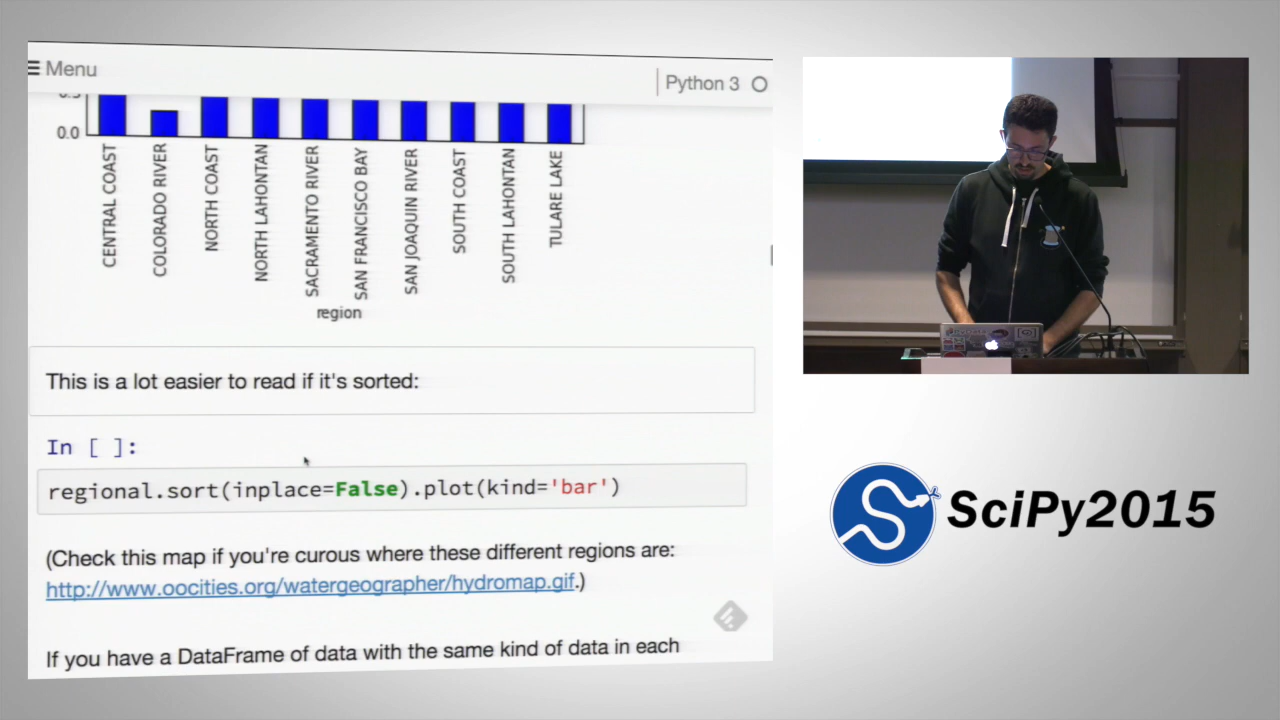 Menu
Python 3
0.0
CENTRAL COAST
COLORADO RIVER
NORTH COAST
NORTH LAHONTAN
SACRAMENTO RIVER
SAN FRANCISCO BAY
SAN JOAQUIN RIVER
SOUTH COAST
SOUTH LAHONTAN
TULARE LAKE
region
This is a lot easier to read if it's sorted:
In [ ]:
regional.sort(inplace=False).plot(kind='bar')
(Check this map if you're curous where these different regions are:
http://www.oocities.org/watergeographer/hydromap.gif.)
If you have a DataFrame of data with the same kind of data in each
SciPy2015